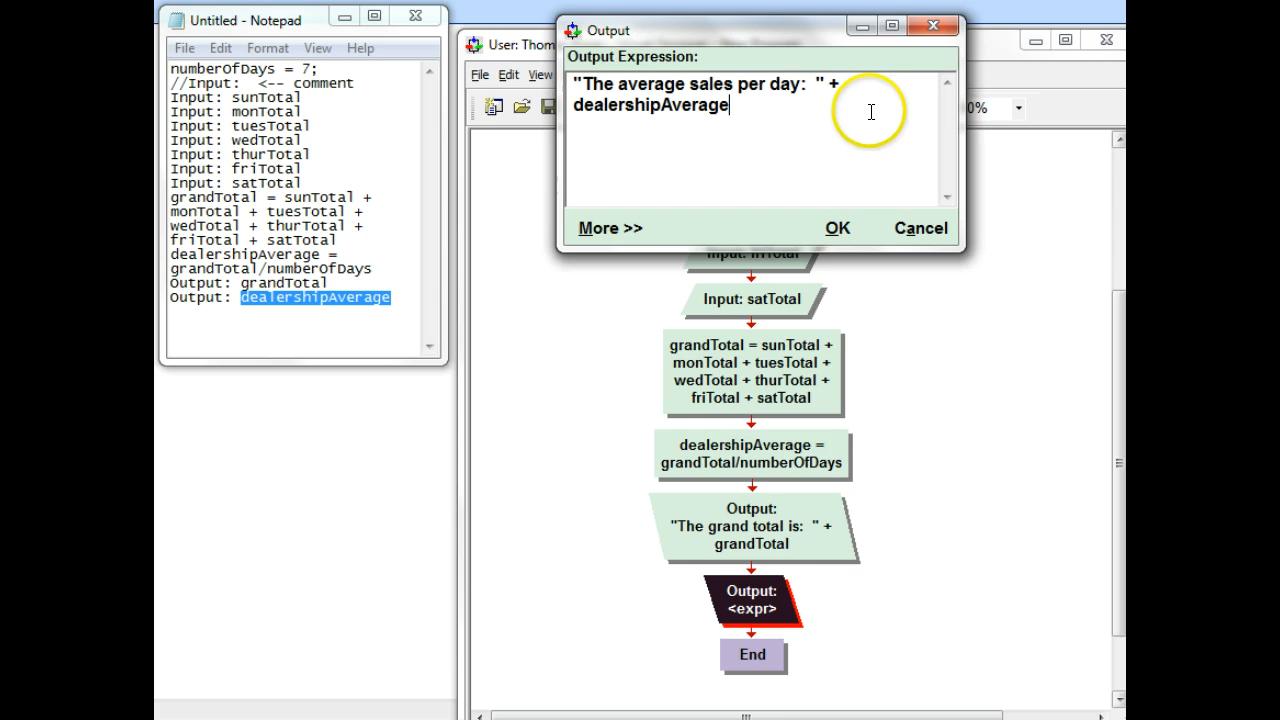 Untitled - Notepad
File Edit Format View Help
numberOfDays = 7;
//Input: <-- comment
Input: sunTotal
Input: monTotal
Input: tuesTotal
Input: wedTotal
Input: thurTotal
Input: friTotal
Input: satTotal
grandTotal = sunTotal +
monTotal + tuesTotal +
wedTotal + thurTotal +
friTotal + satTotal
dealershipAverage =
grandTotal/numberOfDays
Output: grandTotal
Output: dealershipAverage
User: Thom
File Edit View
0%
Output
Output Expression:
"The average sales per day:  " +
dealershipAverage
More >> OK Cancel
Input: friTotal
Input: satTotal
grandTotal = sunTotal +
monTotal + tuesTotal +
wedTotal + thurTotal +
friTotal + satTotal
dealershipAverage =
grandTotal/numberOfDays
Output:
"The grand total is:  " +
grandTotal
Output:
<expr>
End